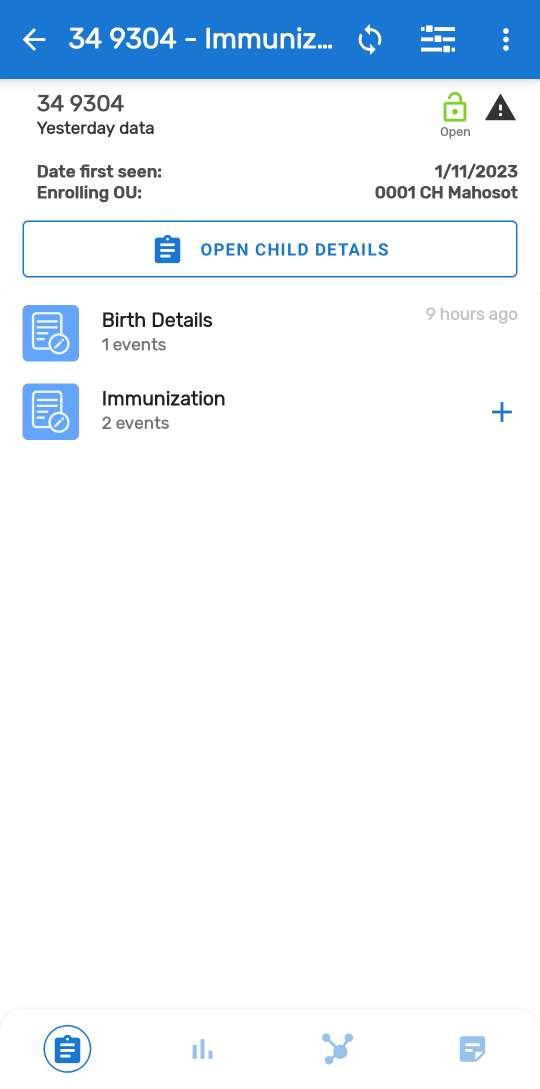 34 9304 - Immuniz...
34 9304
Open
Yesterday data
Date first seen: 1/11/2023
Enrolling OU: 0001 CH Mahosot
OPEN CHILD DETAILS
Birth Details 9 hours ago
1 events
Immunization
2 events